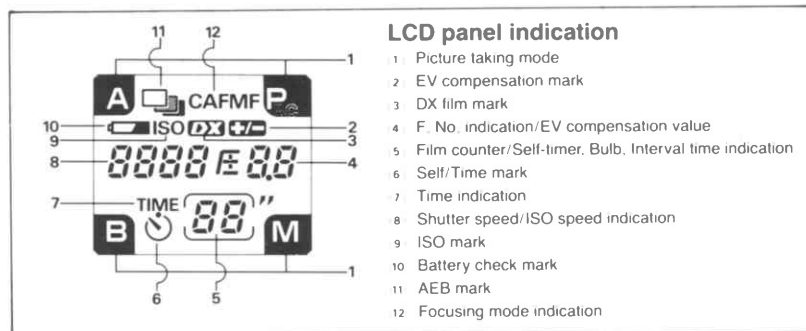 LCD panel indication
11 12
1
A CAFMF P
10 ISO DX +/- 2
9 3
8 8888 ± 8.8 4
7 TIME 88 "
B M
1
6 5
1 Picture taking mode
2 EV compensation mark
3 DX film mark
4 F. No. indication/EV compensation value
5 Film counter/Self-timer, Bulb, Interval time indication
6 Self/Time mark
7 Time indication
8 Shutter speed/ISO speed indication
9 ISO mark
10 Battery check mark
11 AEB mark
12 Focusing mode indication